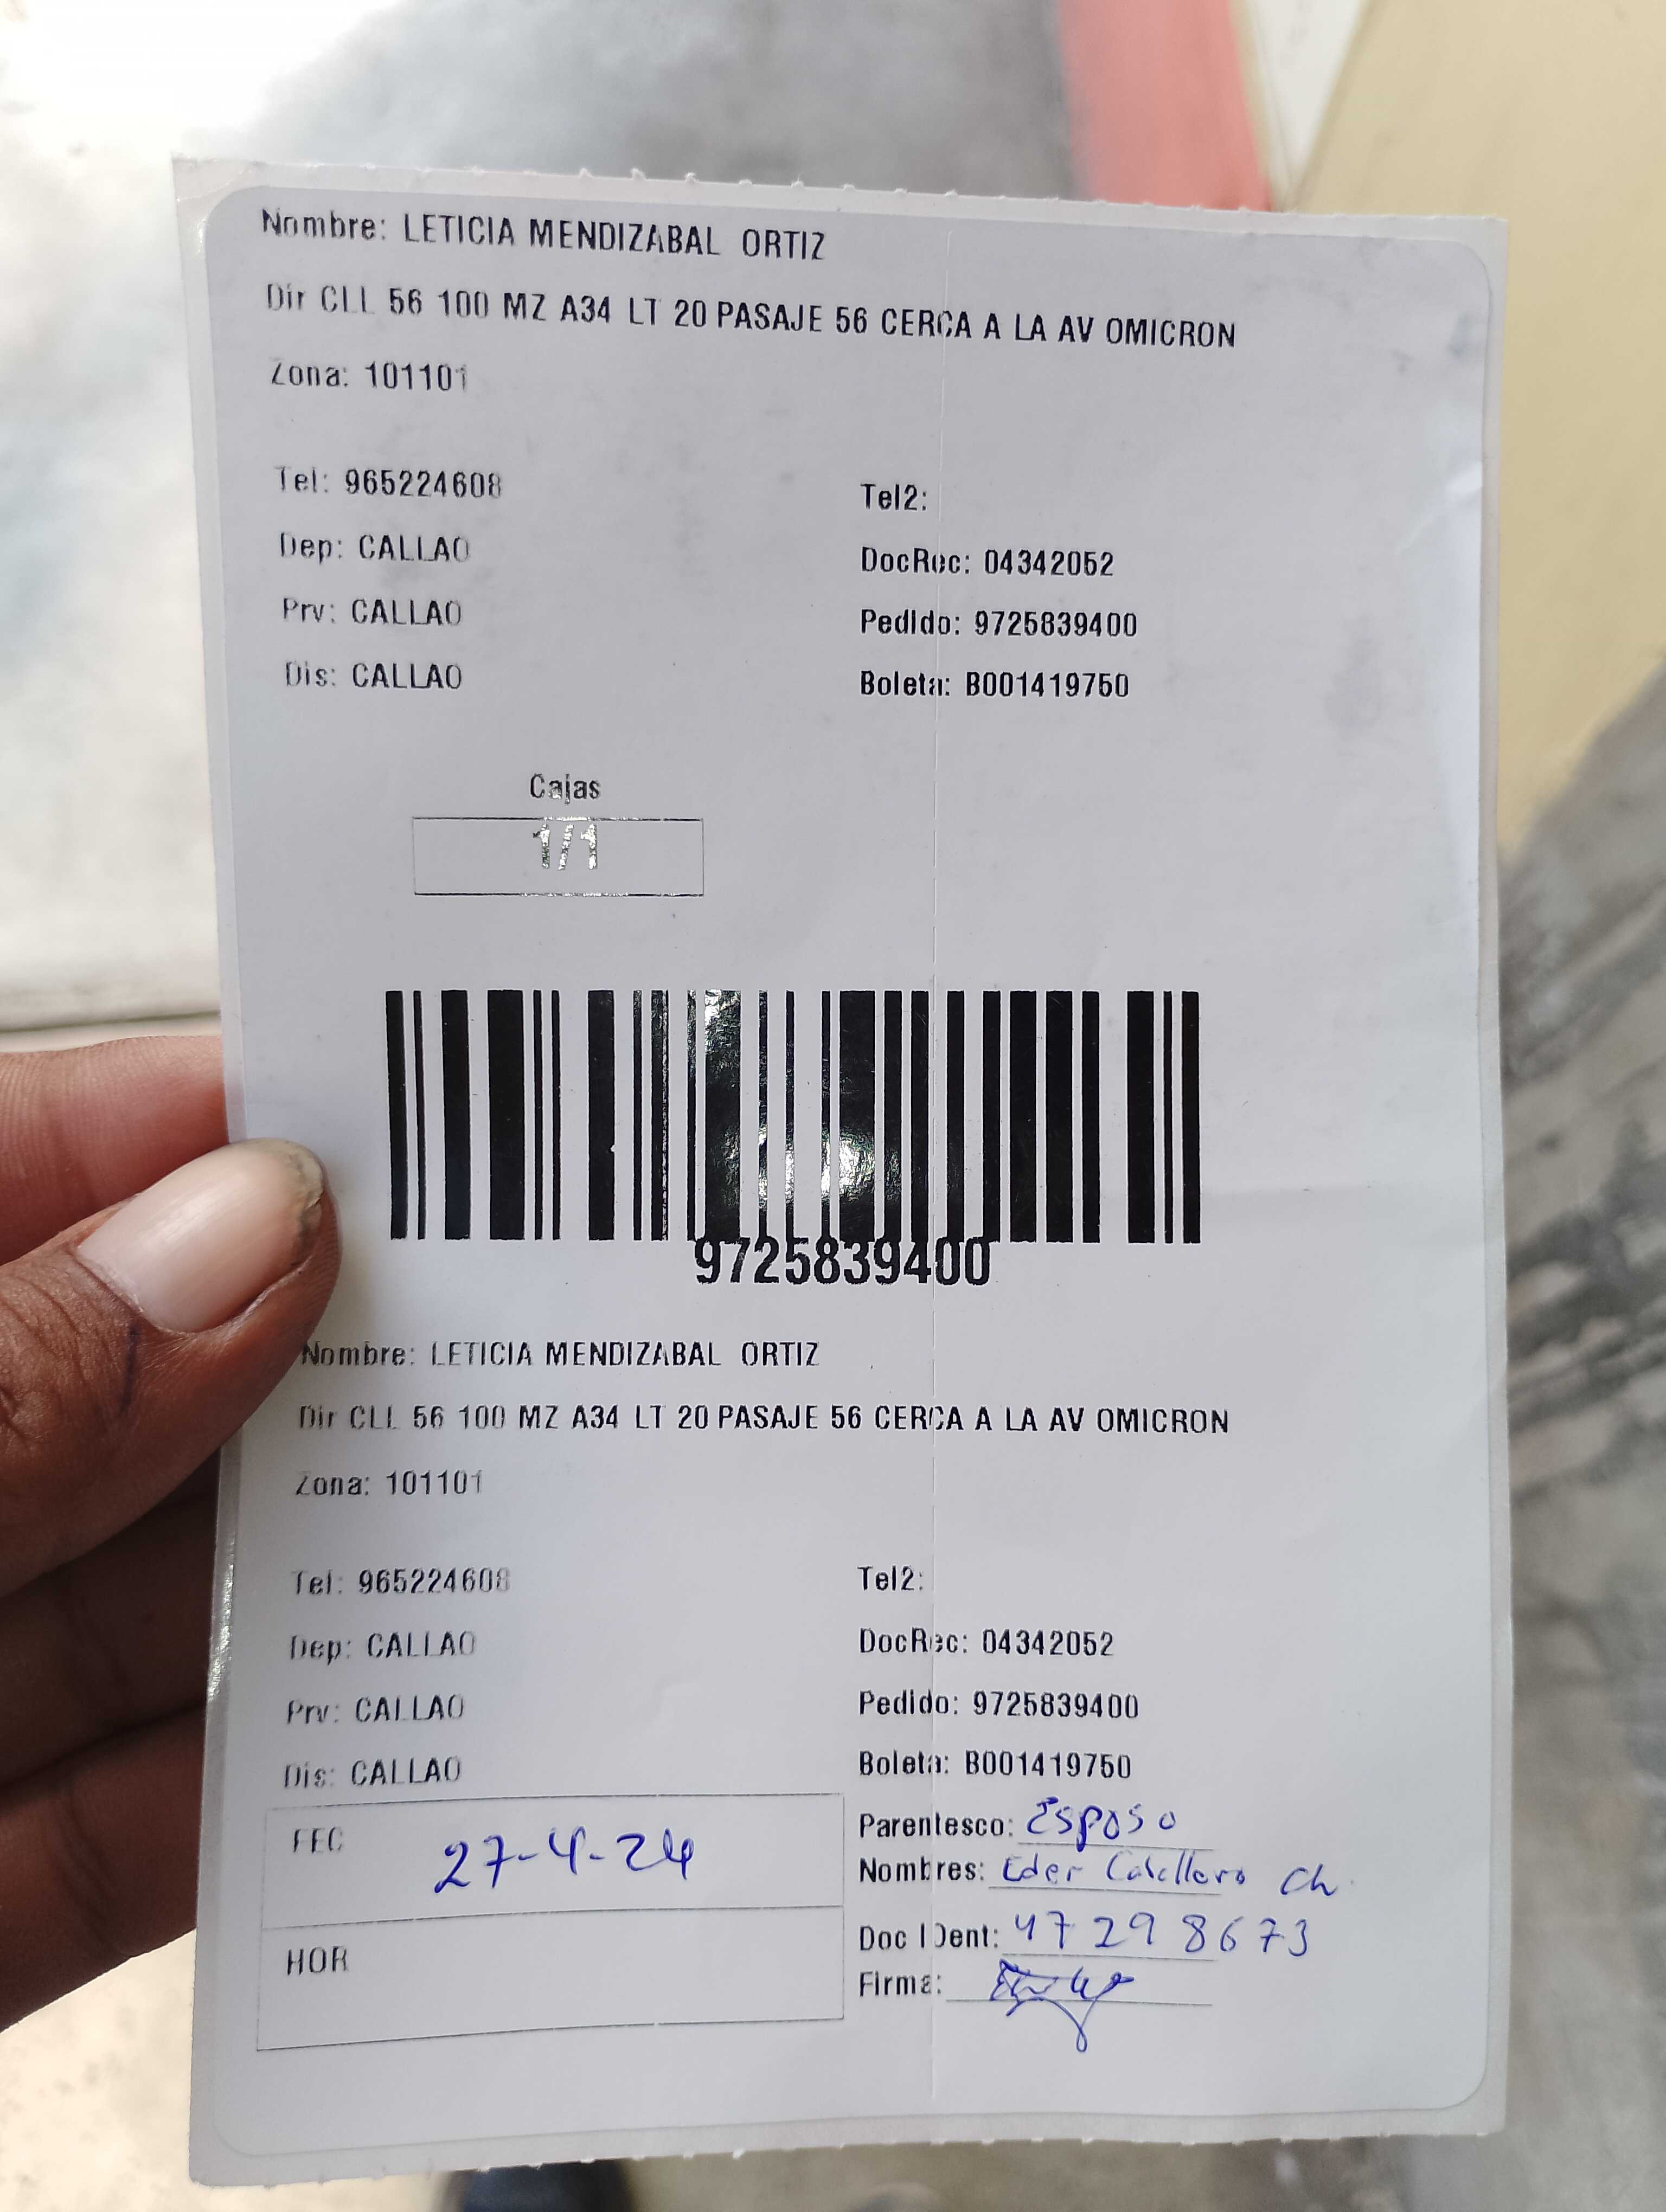 Nombre: LETICIA MENDIZABAL ORTIZ
Dir CLL 56 100 MZ A34 LT 20 PASAJE 56 CERCA A LA AV OMICRON
Zona: 101101
Tel: 965224608 Tel2:
Dep: CALLAO DocRec: 04342052
Prv: CALLAO Pedido: 9725839400
Dis: CALLAO Boleta: B001419750
Cajas
1/1
9725839400
Nombre: LETICIA MENDIZABAL ORTIZ
Dir CLL 56 100 MZ A34 LT 20 PASAJE 56 CERCA A LA AV OMICRON
Zona: 101101
Tel: 965224608 Tel2:
Dep: CALLAO DocRec: 04342052
Prv: CALLAO Pedido: 9725839400
Dis: CALLAO Boleta: B001419750
FEC 27-4-24 Parentesco: Esposo
Nombres: Eder Ch
HOR Doc IDent: 47298673
Firma: